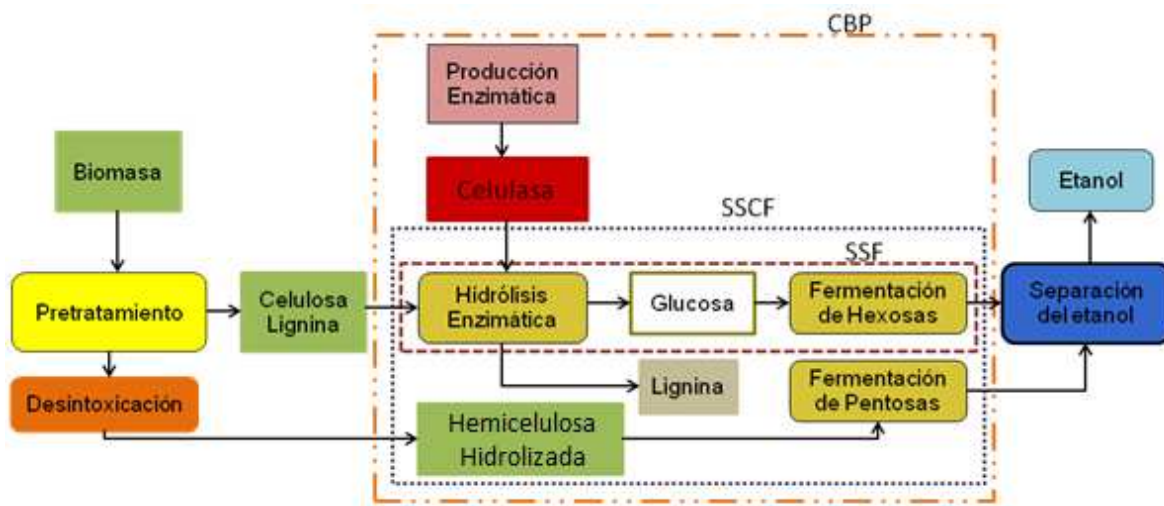 CBP
Producción
Enzimática
Biomasa
Celulasa
Etanol
SSCF
SSF
Pretratamiento
Celulosa
Lignina
Hidrólisis
Enzimática
Glucosa
Fermentación
de Hexosas
Separación
del etanol
Desintoxicación
Lignina
Fermentación
de Pentosas
Hemicelulosa
Hidrolizada